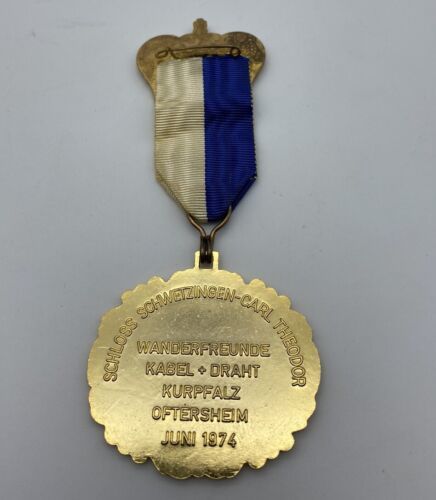 SCHLOSS SCHWETZINGEN-CARL THEODOR
WANDERFREUNDE
KABEL + DRAHT
KURPFALZ
OFTERSHEIM
JUNI 1974